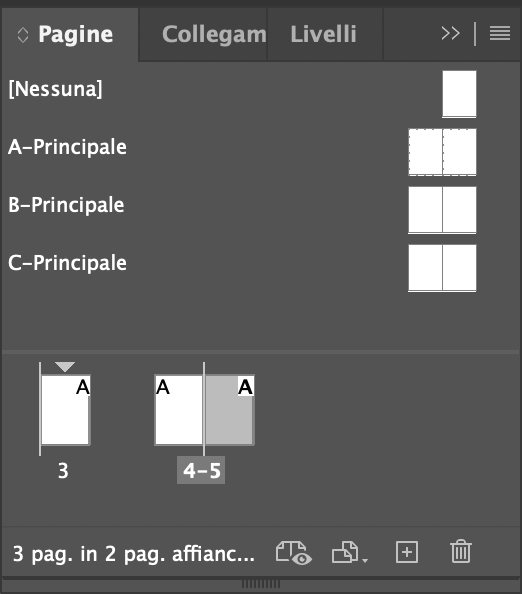 Pagine Collegam Livelli
[Nessuna]
A-Principale
B-Principale
C-Principale
A A A
3 4-5
3 pag. in 2 pag. affianc...